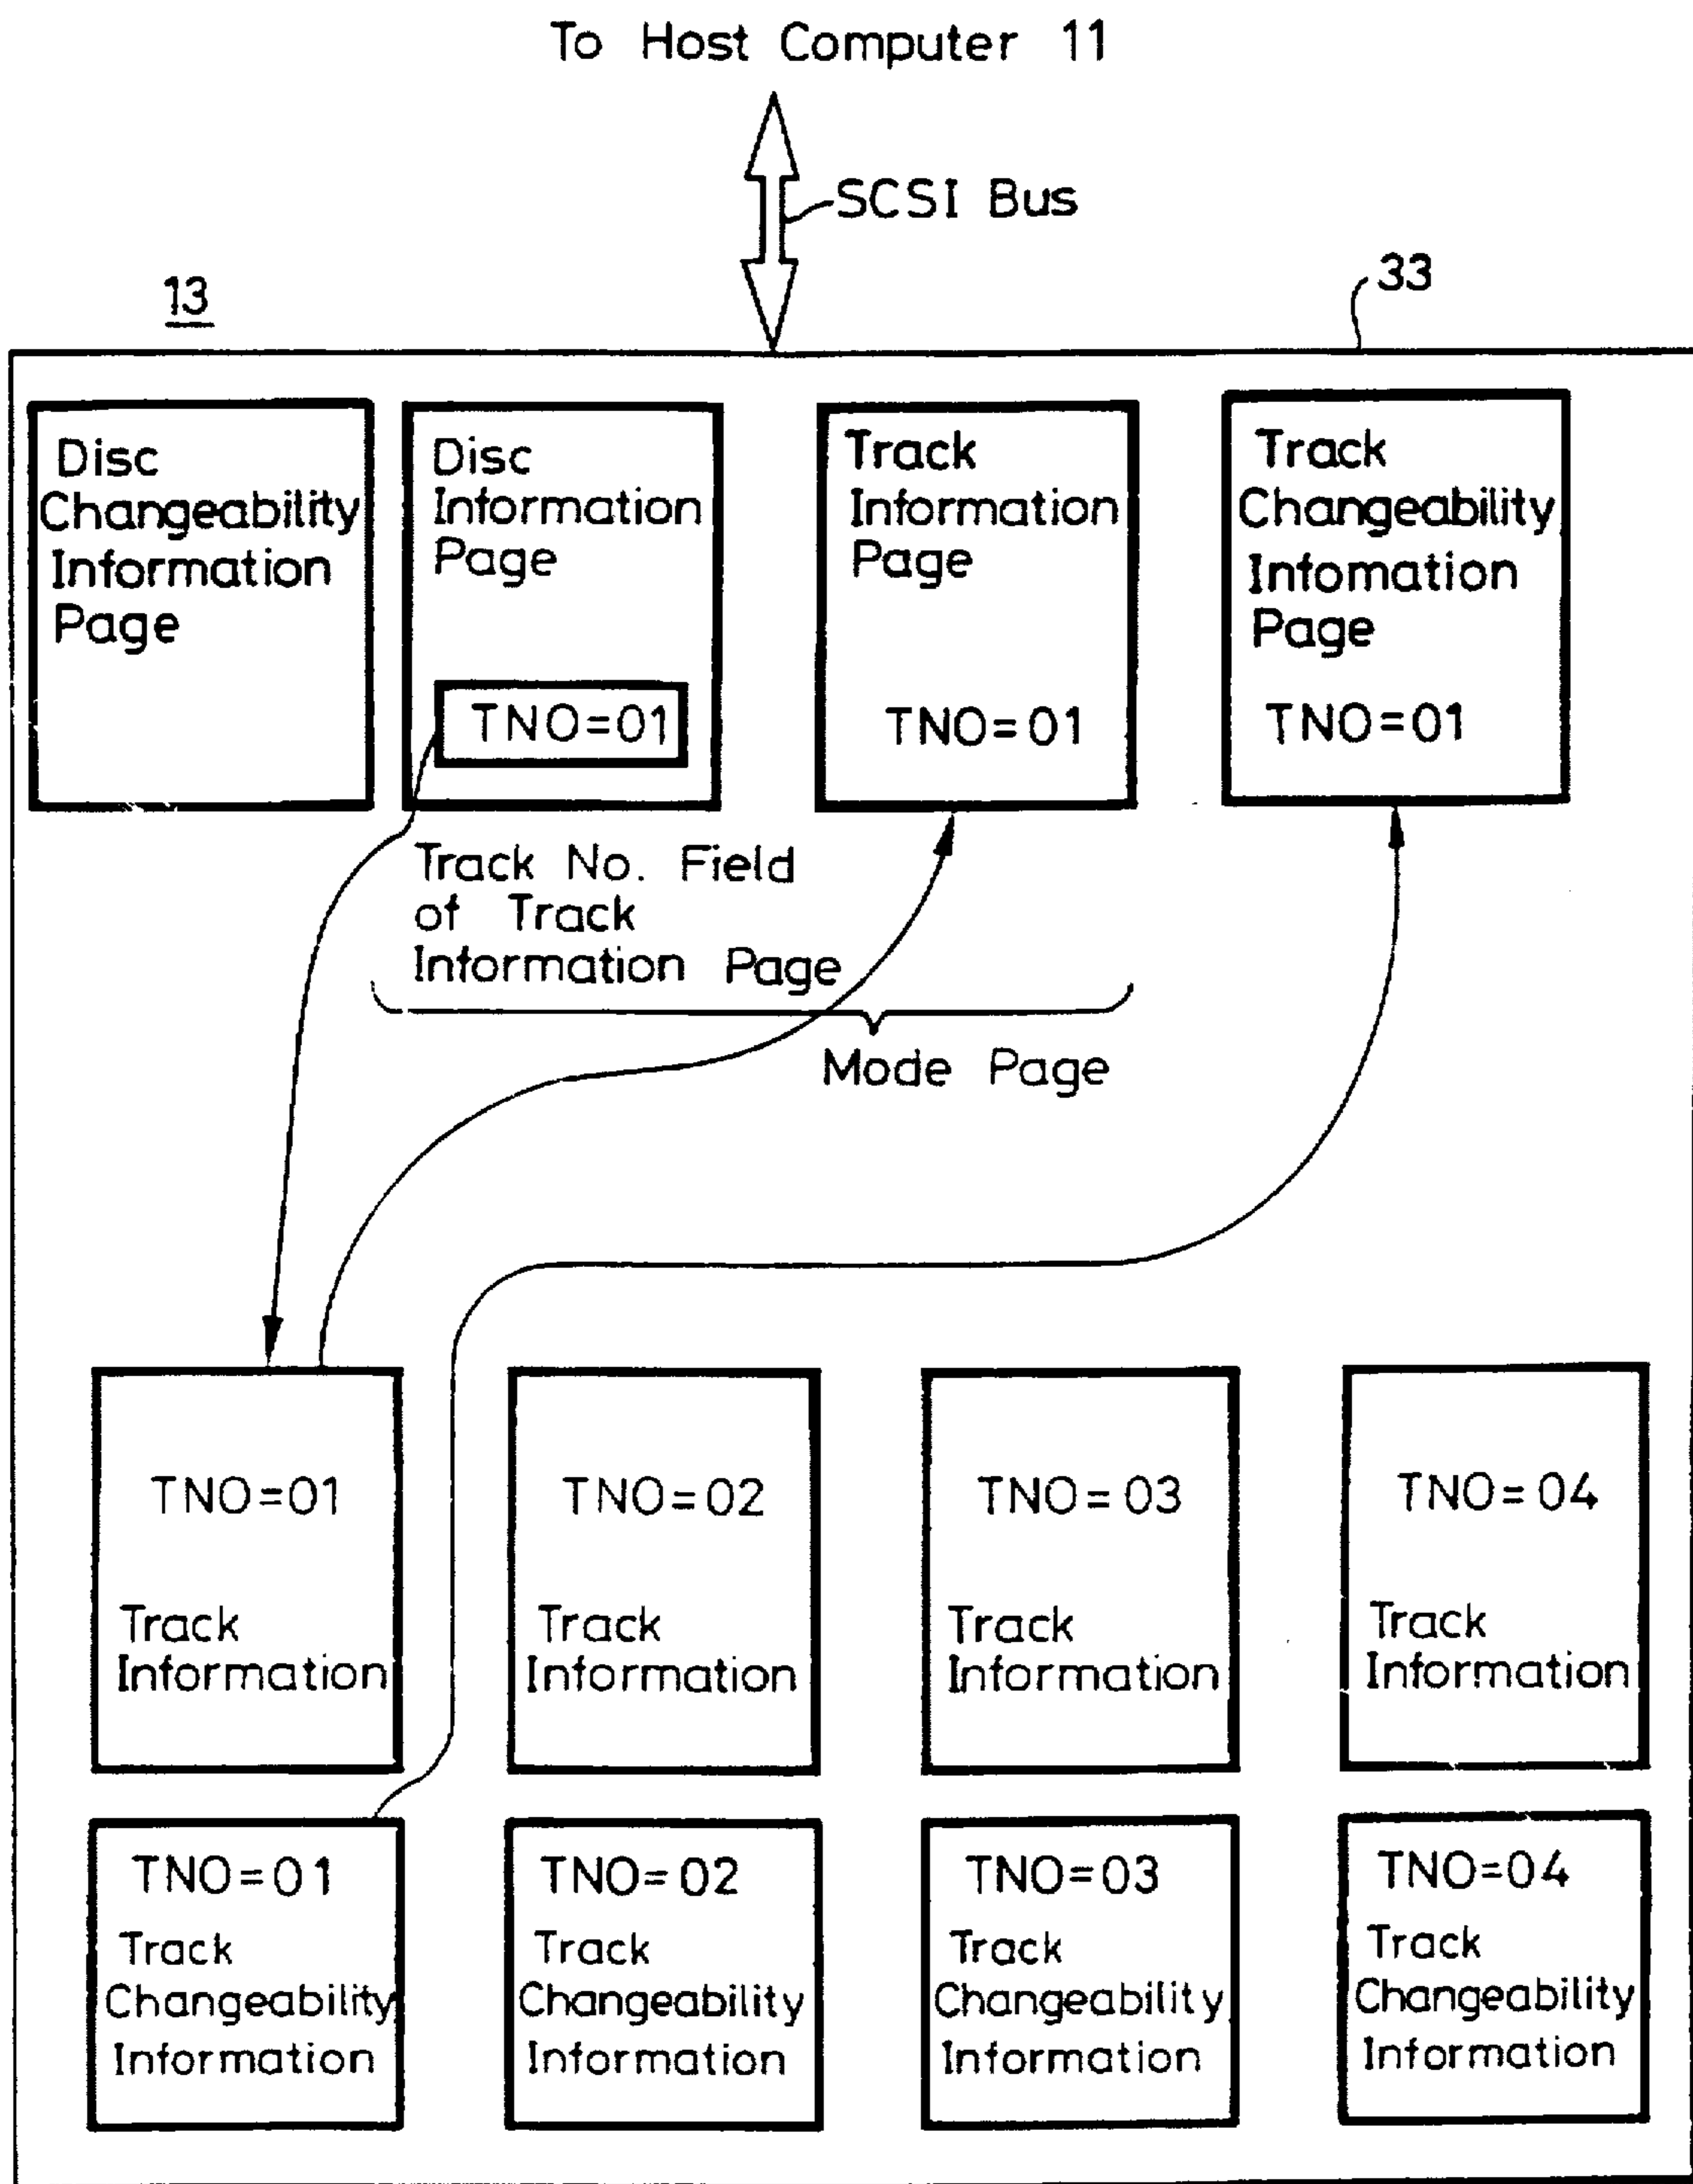 To Host Computer 11
SCSI Bus
13
33
Disc
Changeability
Information
Page
Disc
Information
Page
TNO=01
Track
Information
Page
TNO=01
Track
Changeability
Infomation
Page
TNO=01
Track No. Field
of Track
Information Page
Mode Page
TNO=01
Track
Information
TNO=02
Track
Information
TNO=03
Track
Information
TNO=04
Track
Information
TNO=01
Track
Changeability
Information
TNO=02
Track
Changeability
Information
TNO=03
Track
Changeability
Information
TNO=04
Track
Changeability
Information